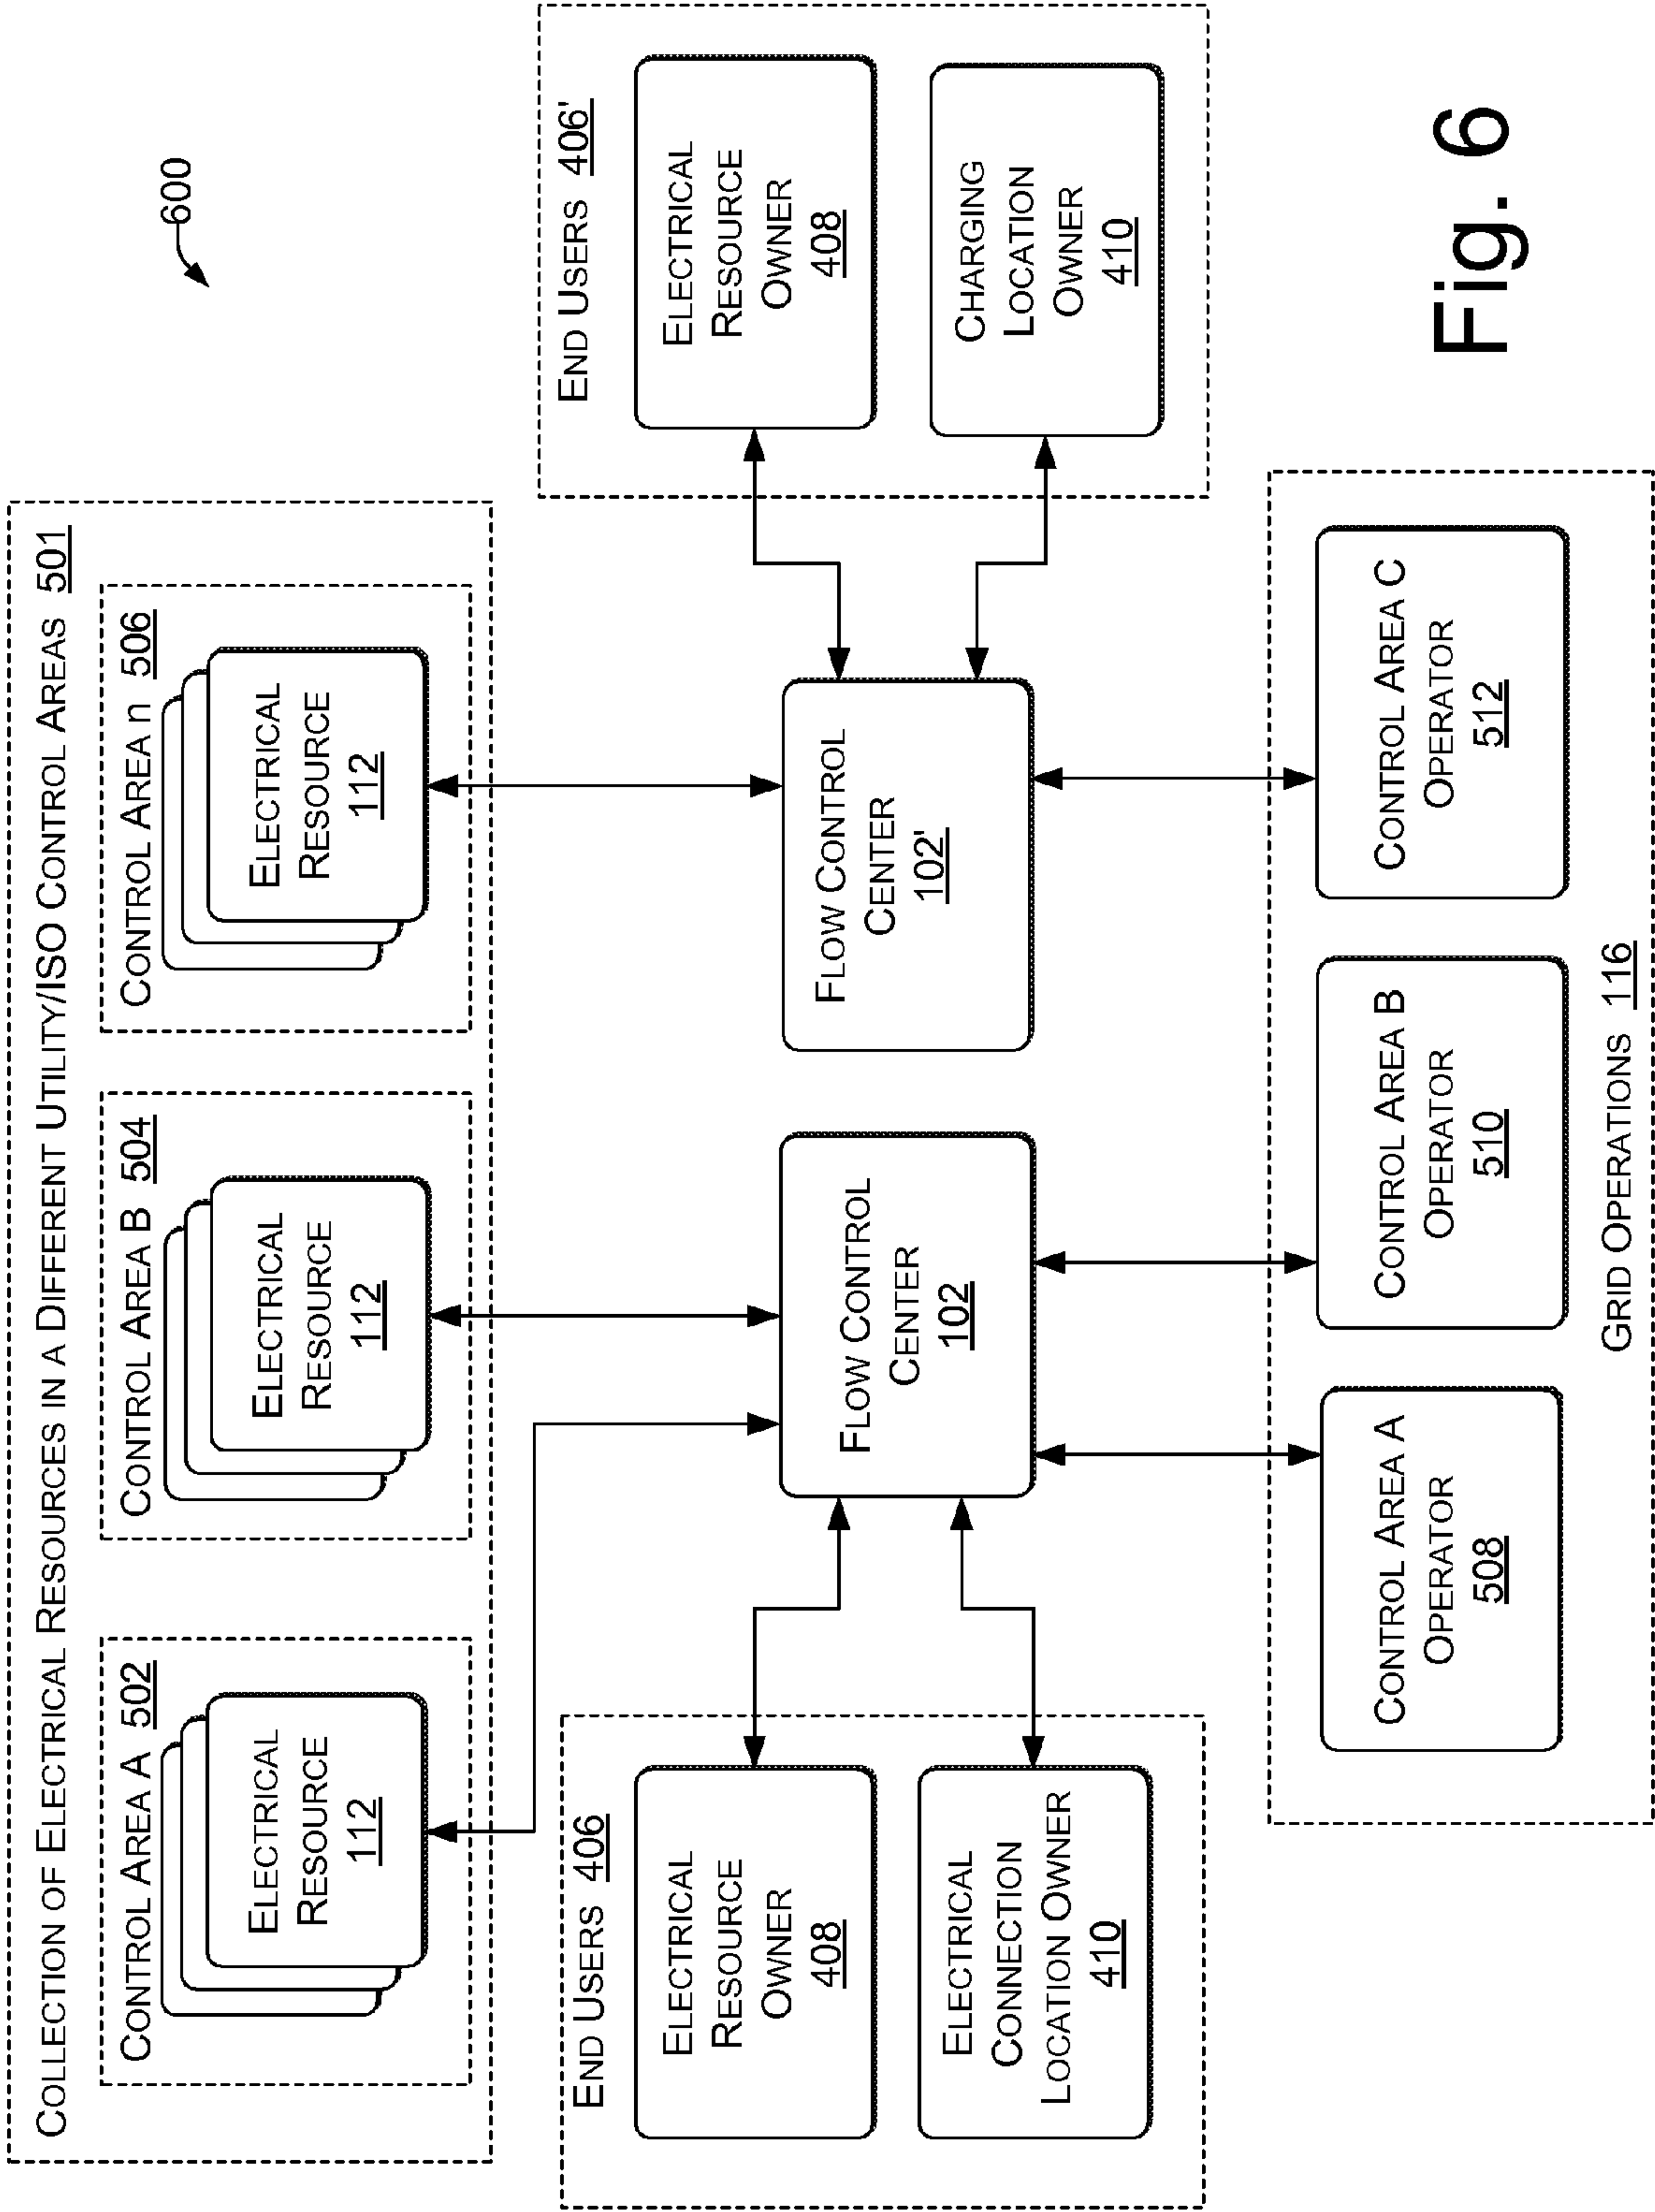 600
COLLECTION OF ELECTRICAL RESOURCES IN A DIFFERENT UTILITY/ISO CONTROL AREAS 501
CONTROL AREA A 502
ELECTRICAL
RESOURCE
112
CONTROL AREA B 504
ELECTRICAL
RESOURCE
112
CONTROL AREA n 506
ELECTRICAL
RESOURCE
112
END USERS 406
ELECTRICAL
RESOURCE
OWNER
408
ELECTRICAL
CONNECTION
LOCATION OWNER
410
FLOW CONTROL
CENTER
102
FLOW CONTROL
CENTER
102'
END USERS 406'
ELECTRICAL
RESOURCE
OWNER
408
CHARGING
LOCATION
OWNER
410
CONTROL AREA A
OPERATOR
508
CONTROL AREA B
OPERATOR
510
CONTROL AREA C
OPERATOR
512
GRID OPERATIONS 116
Fig. 6